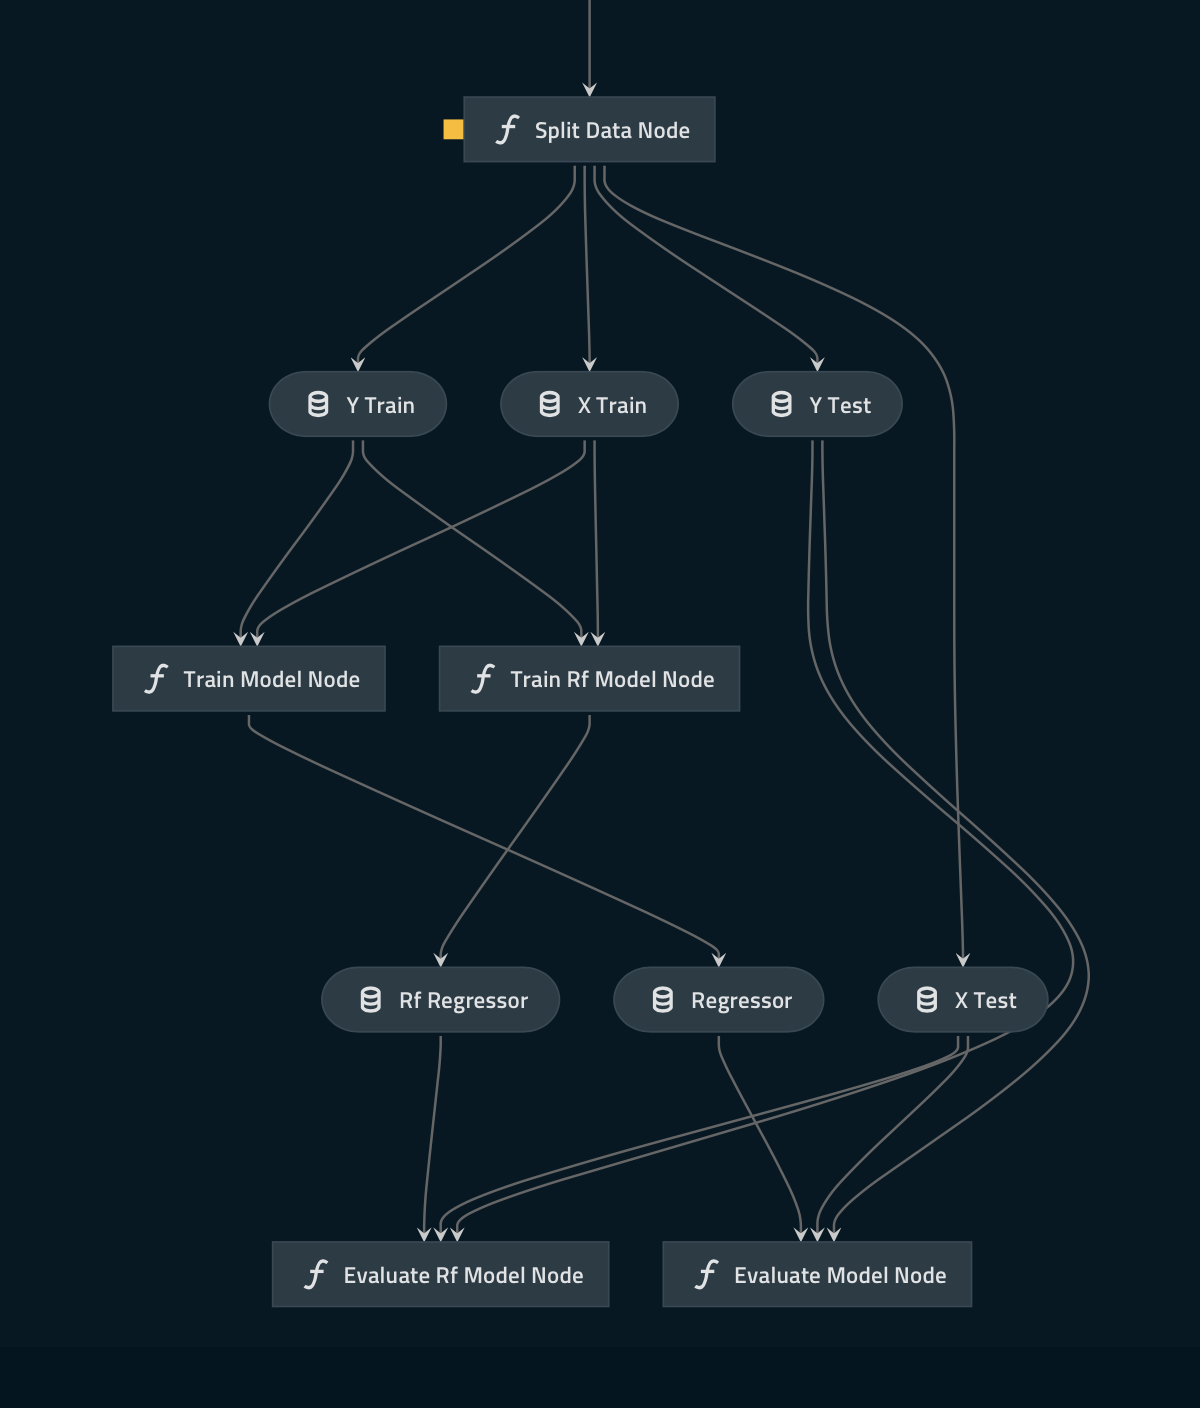 Split Data Node
Y Train
X Train
Y Test
Train Model Node
Train Rf Model Node
Rf Regressor
Regressor
X Test
Evaluate Rf Model Node
Evaluate Model Node